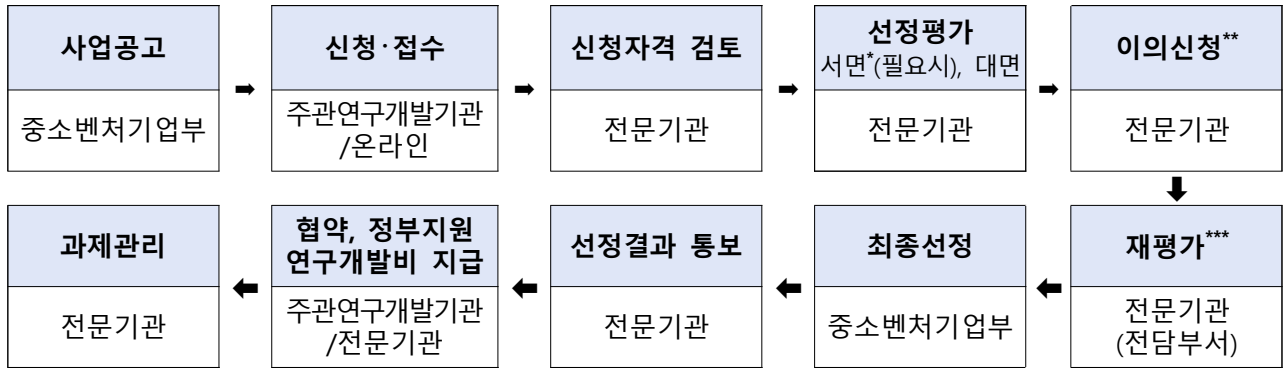 사업공고
중소벤처기업부
➡
신청·접수
주관연구개발기관
/온라인
➡
신청자격 검토
전문기관
➡
선정평가
서면*(필요시), 대면
전문기관
➡
이의신청**
전문기관
⬇
재평가***
전문기관
(전담부서)
⬅
최종선정
중소벤처기업부
⬅
선정결과 통보
전문기관
⬅
협약, 정부지원
연구개발비 지급
주관연구개발기관
/전문기관
⬅
과제관리
전문기관